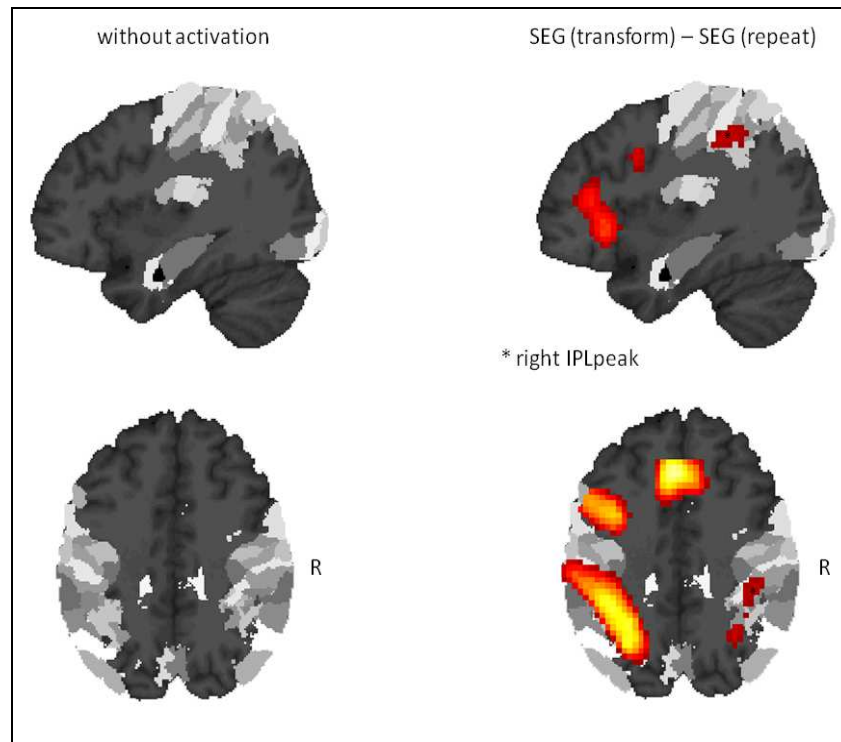 without activation
SEG (transform) – SEG (repeat)
* right IPLpeak
R
R